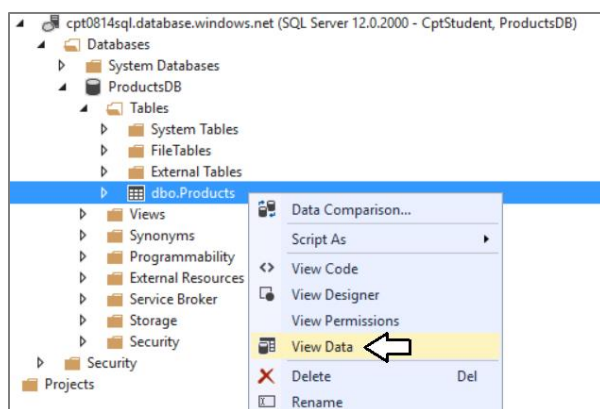 cpt0814sql.database.windows.net (SQL Server 12.0.2000 - CptStudent, ProductsDB)
Databases
System Databases
ProductsDB
Tables
System Tables
FileTables
External Tables
dbo.Products
Views
Synonyms
Programmability
External Resources
Service Broker
Storage
Security
Security
Projects
Data Comparison...
Script As
View Code
View Designer
View Permissions
View Data
Delete Del
Rename